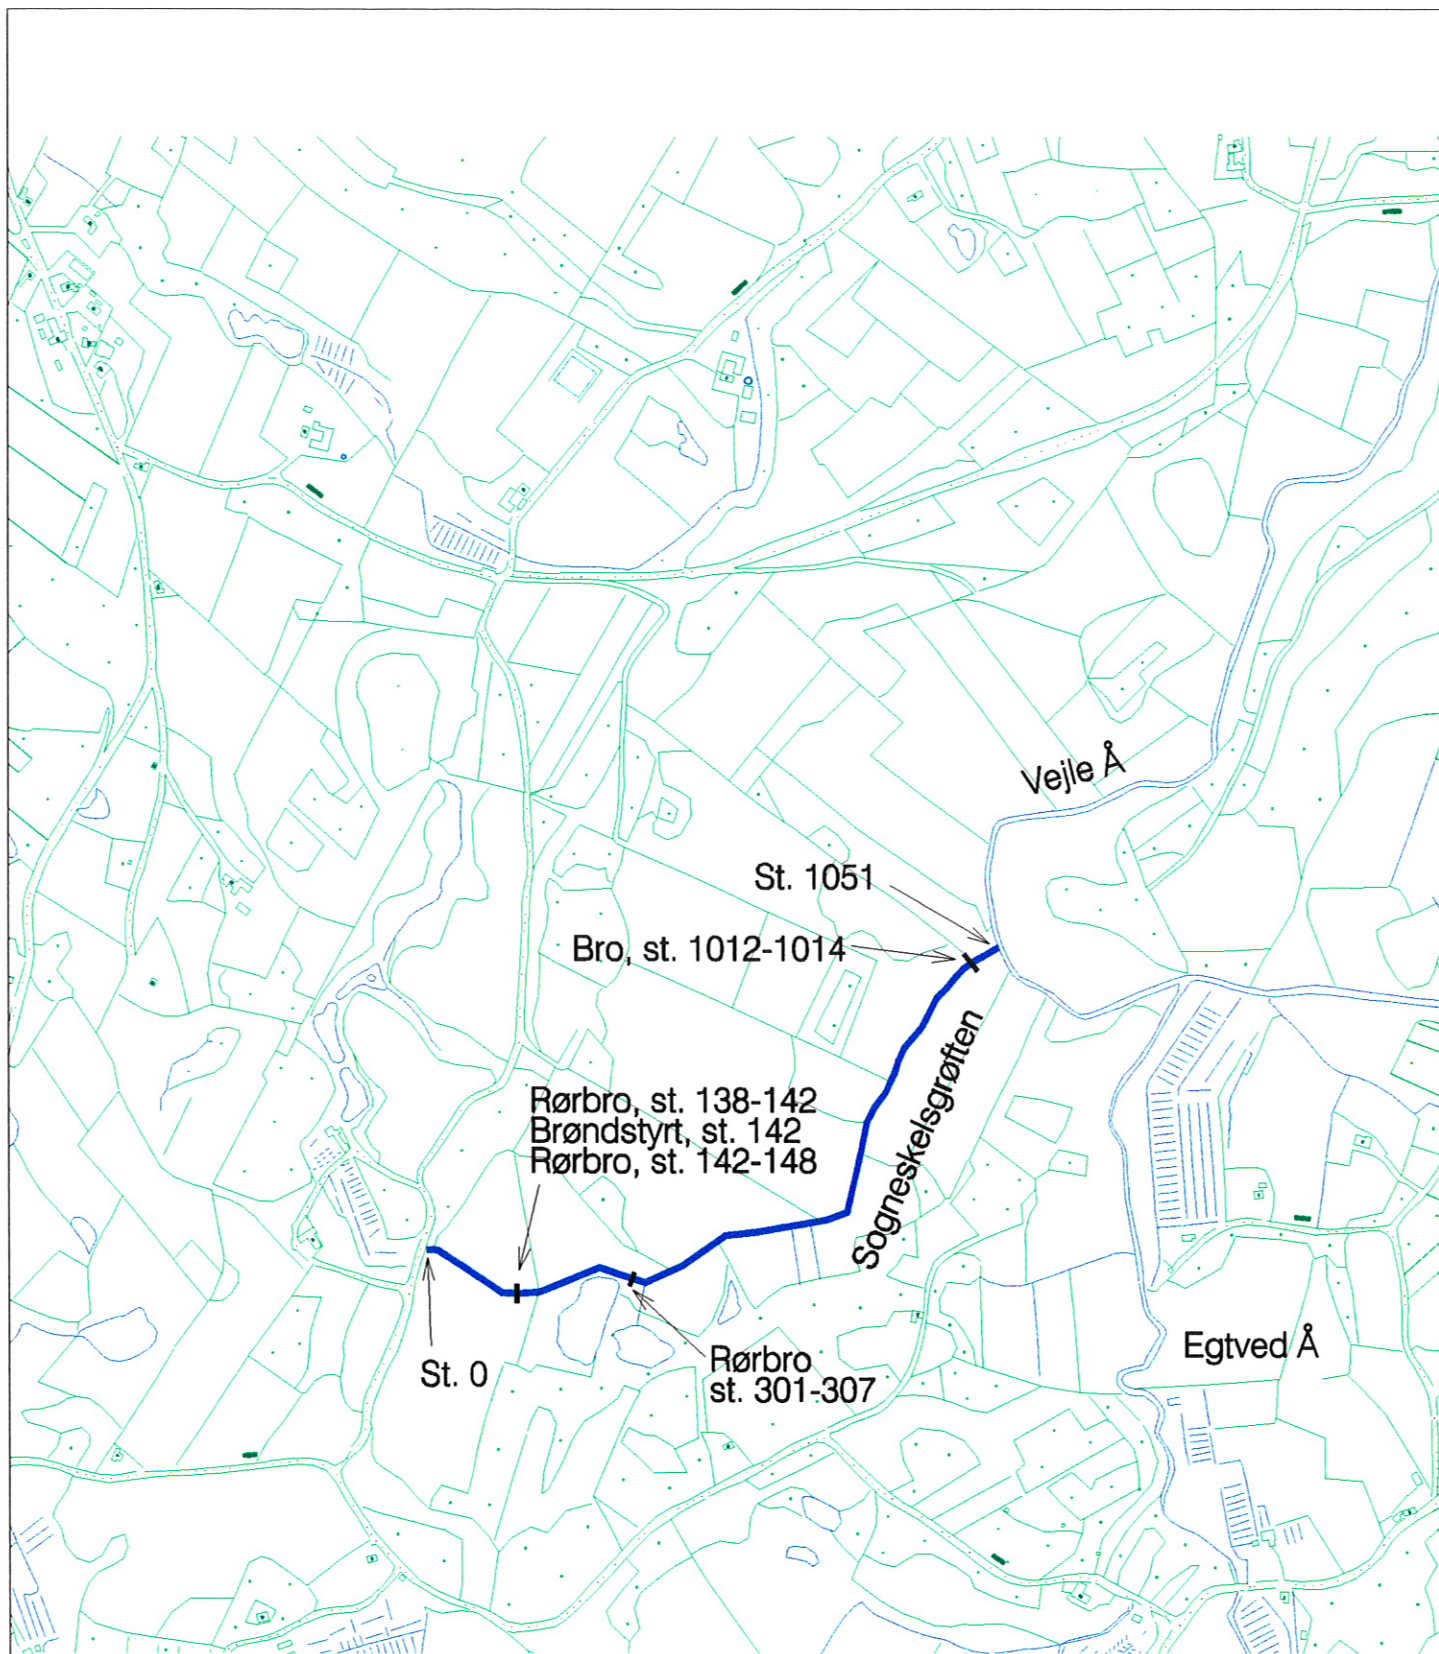 Vejle Å
St. 1051
Bro, st. 1012-1014
Sogneskelsgrøften
Rørbro, st. 138-142
Brøndstyrt, st. 142
Rørbro, st. 142-148
Egtved Å
St. 0
Rørbro
st. 301-307